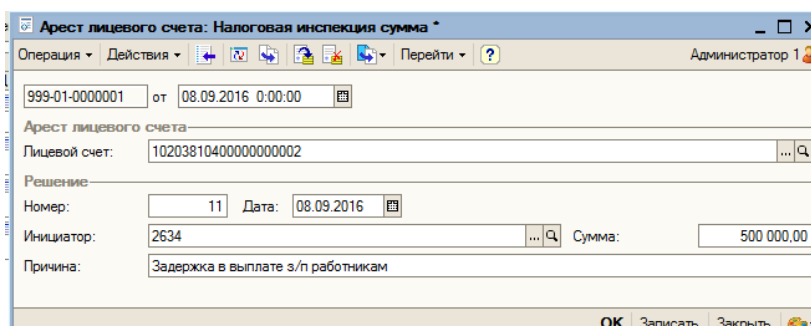 Арест лицевого счета: Налоговая инспекция сумма *
Операция Действия Перейти ? Администратор 1
999-01-0000001 от 08.09.2016 0:00:00
Арест лицевого счета
Лицевой счет: 10203810400000000002 ...
Решение
Номер: 11 Дата: 08.09.2016
Инициатор: 2634 ... Сумма: 500 000,00
Причина: Задержка в выплате з/п работникам
OK Записать Закрыть